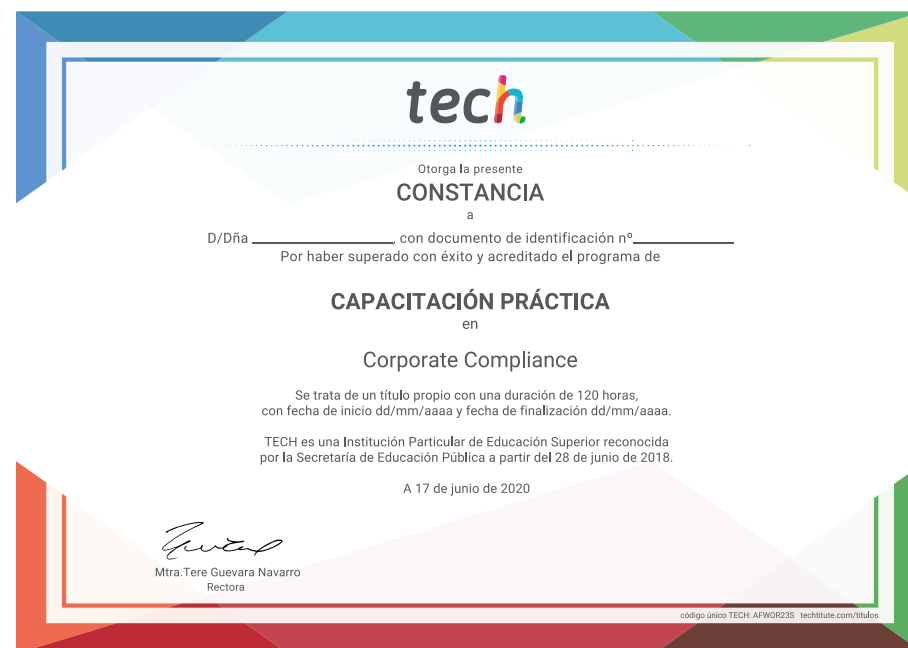 tech
Otorga la presente
CONSTANCIA
a
D/Dña ____________________, con documento de identificación nº______________
Por haber superado con éxito y acreditado el programa de
CAPACITACIÓN PRÁCTICA
en
Corporate Compliance
Se trata de un título propio con una duración de 120 horas,
con fecha de inicio dd/mm/aaaa y fecha de finalización dd/mm/aaaa.
TECH es una Institución Particular de Educación Superior reconocida
por la Secretaría de Educación Pública a partir del 28 de junio de 2018.
A 17 de junio de 2020
Mtra.Tere Guevara Navarro
Rectora
código único TECH: AFWOR23S techtitute.com/titulos